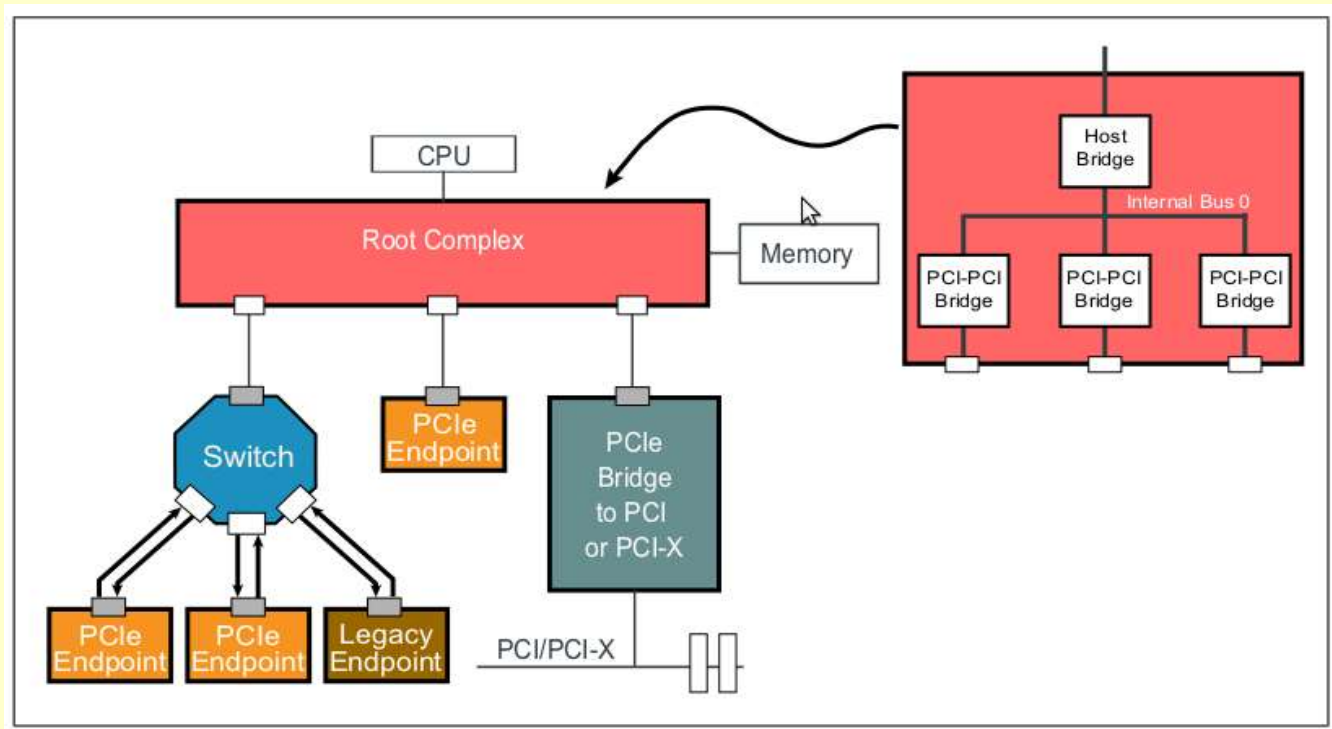 CPU
Root Complex
Memory
Host
Bridge
Internal Bus 0
PCI-PCI
Bridge
PCI-PCI
Bridge
PCI-PCI
Bridge
Switch
PCIe
Endpoint
PCIe
Bridge
to PCI
or PCI-X
PCIe
Endpoint
PCIe
Endpoint
Legacy
Endpoint
PCI/PCI-X